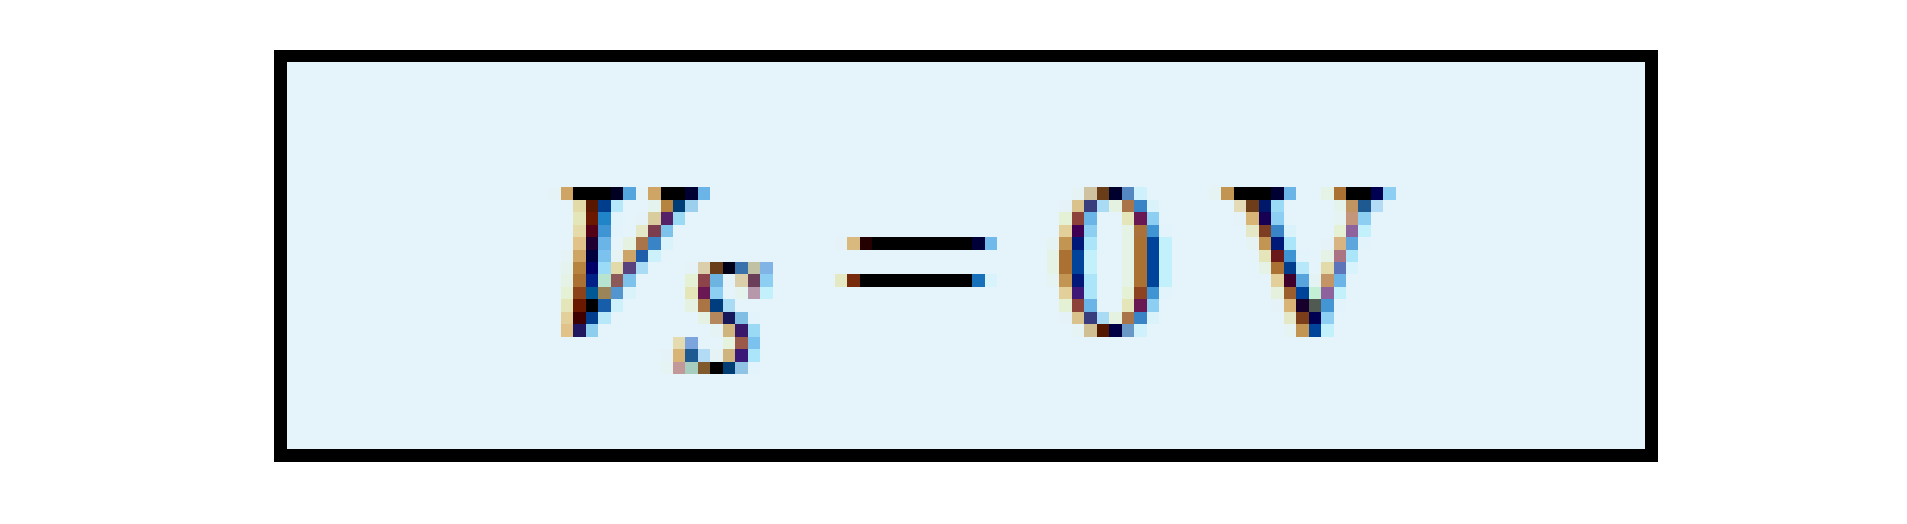 V_S = 0 V